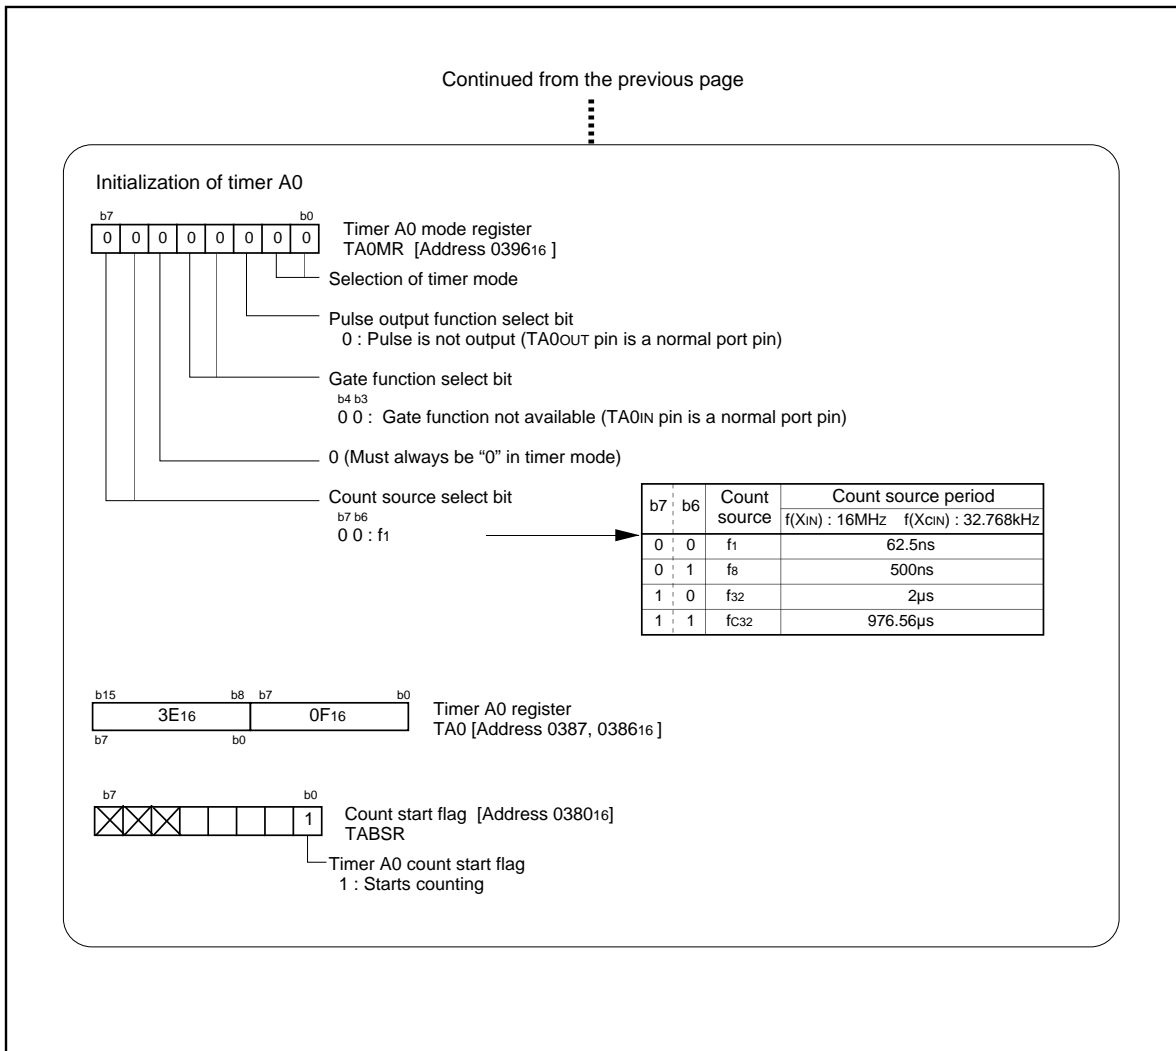 Continued from the previous page
Initialization of timer A0
b7 b0
0 0 0 0 0 0 0 0
Timer A0 mode register
TA0MR [Address 039616 ]
Selection of timer mode
Pulse output function select bit
0 : Pulse is not output (TA0OUT pin is a normal port pin)
Gate function select bit
b4 b3
0 0 : Gate function not available (TA0IN pin is a normal port pin)
0 (Must always be “0” in timer mode)
Count source select bit
b7 b6
0 0 : f1
b7 b6 Count source Count source period
f(XIN) : 16MHZ f(XCIN) : 32.768kHZ
0 0 f1 62.5ns
0 1 f8 500ns
1 0 f32 2µs
1 1 fC32 976.56µs
b15 b8 b7 b0
3E16 0F16
b7 b0
Timer A0 register
TA0 [Address 0387, 038616 ]
b7 b0
1
Count start flag [Address 038016]
TABSR
Timer A0 count start flag
1 : Starts counting